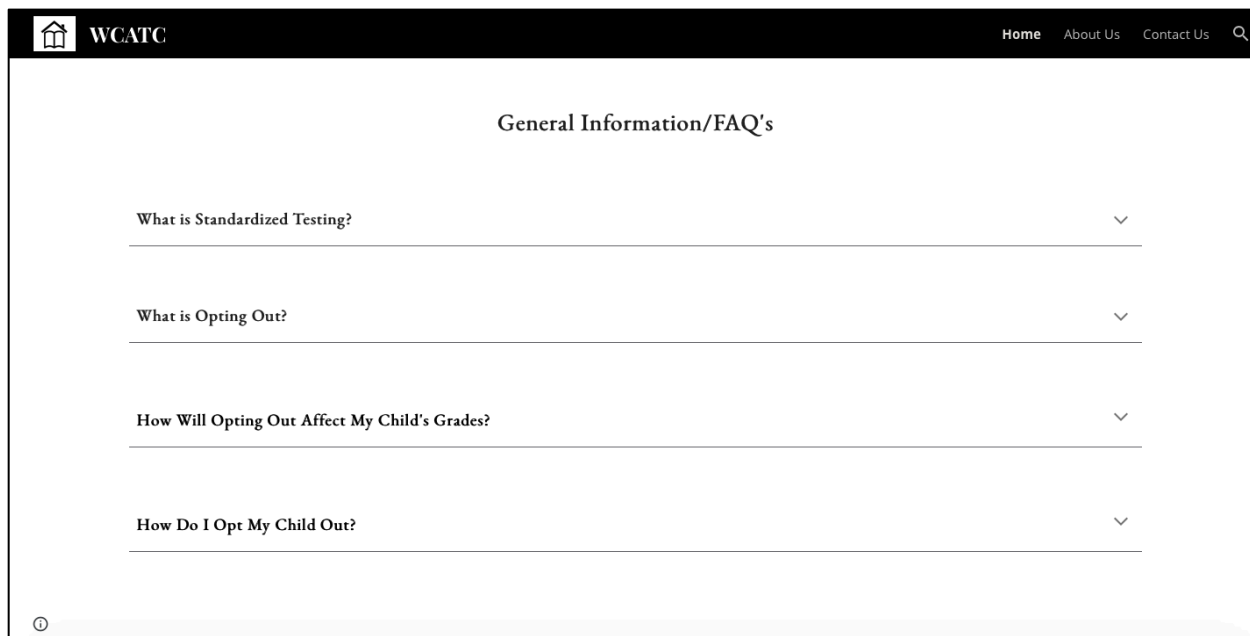 WCATC
Home About Us Contact Us
General Information/FAQ's
What is Standardized Testing?
What is Opting Out?
How Will Opting Out Affect My Child's Grades?
How Do I Opt My Child Out?